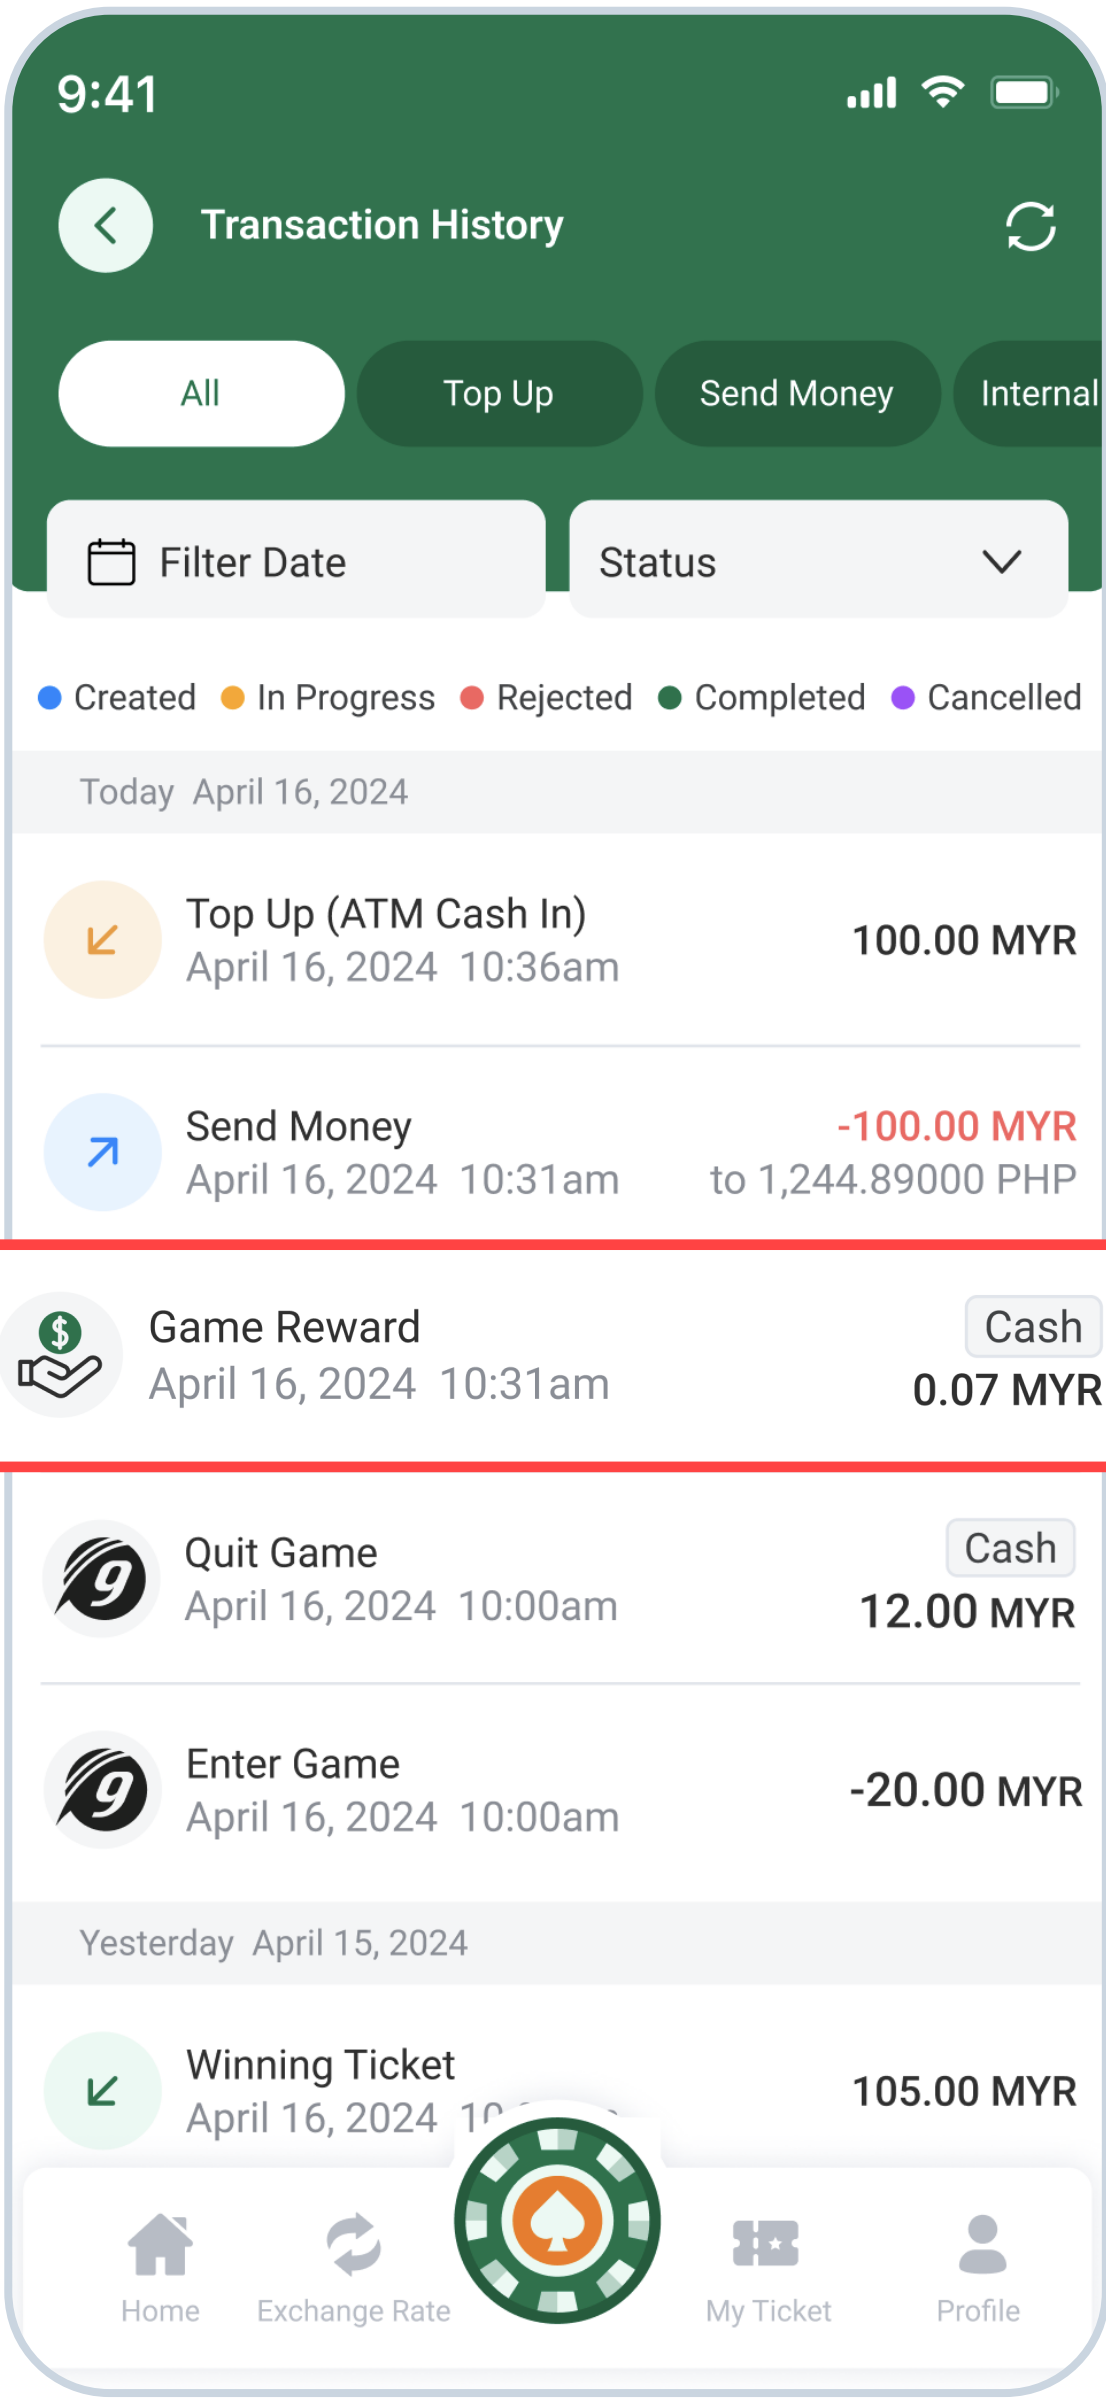 9:41
Transaction History
All
Top Up
Send Money
Internal
Filter Date
Status
Created
In Progress
Rejected
Completed
Cancelled
Today April 16, 2024
Top Up (ATM Cash In)
100.00 MYR
April 16, 2024 10:36am
Send Money
-100.00 MYR
April 16, 2024 10:31am
to 1,244.89000 PHP
$
Game Reward
Cash
April 16, 2024 10:31am
0.07 MYR
g
Quit Game
Cash
April 16, 2024 10:00am
12.00 MYR
g
Enter Game
-20.00 MYR
April 16, 2024 10:00am
Yesterday April 15, 2024
Winning Ticket
105.00 MYR
April 16, 2024
Home
Exchange Rate
My Ticket
Profile